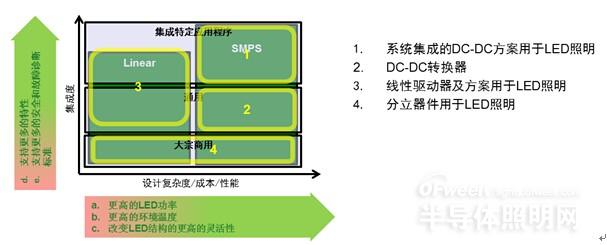 集成特定应用程序
SMPS
1
Linear
3
通用
2
大宗商用
4
集成度
设计复杂度/成本/性能
d. 支持更多的特性
e. 支持更多的安全和故障诊断
标准
a. 更高的LED功率
b. 更高的环境温度
c. 改变LED结构的更高的灵活性
1. 系统集成的DC-DC方案用于LED照明
2. DC-DC转换器
3. 线性驱动器及方案用于LED照明
4. 分立器件用于LED照明
OFweek
半导体照明网